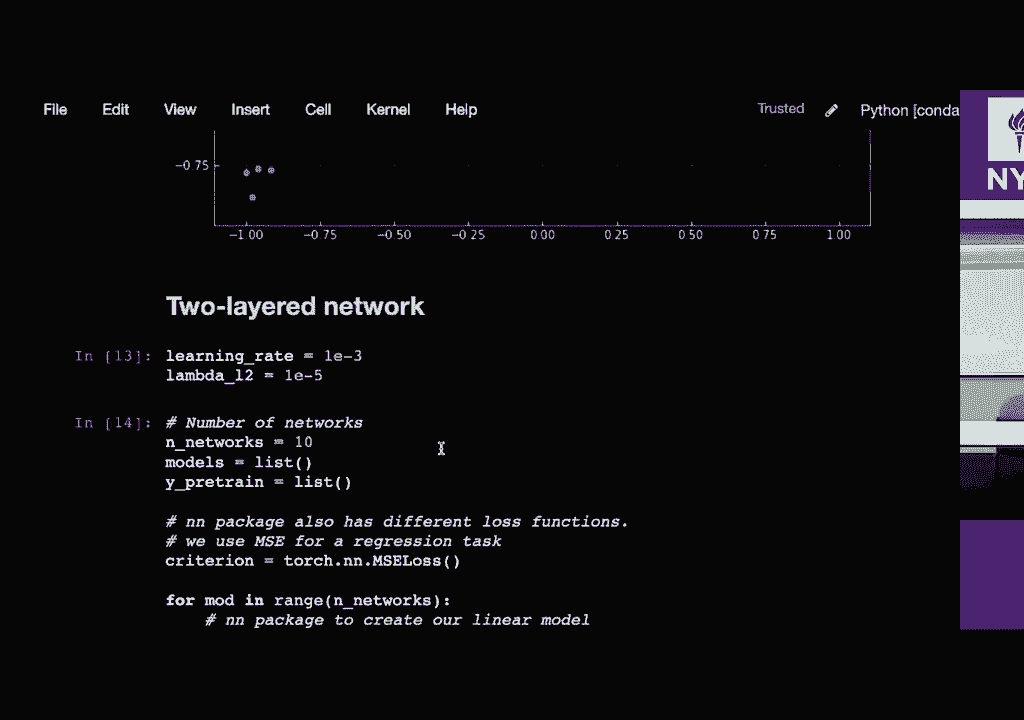 File Edit View Insert Cell Kernel Help Trusted Python [conda
NY
−0 75
−1 00 −0.75 −0.50 −0.25 0.00 0.25 0.50 0.75 1.00
Two-layered network
In [13]: learning_rate = 1e-3
lambda_l2 = 1e-5
In [14]: # Number of networks
n_networks = 10
models = list()
y_pretrain = list()
# nn package also has different loss functions.
# we use MSE for a regression task
criterion = torch.nn.MSELoss()
for mod in range(n_networks):
# nn package to create our linear model